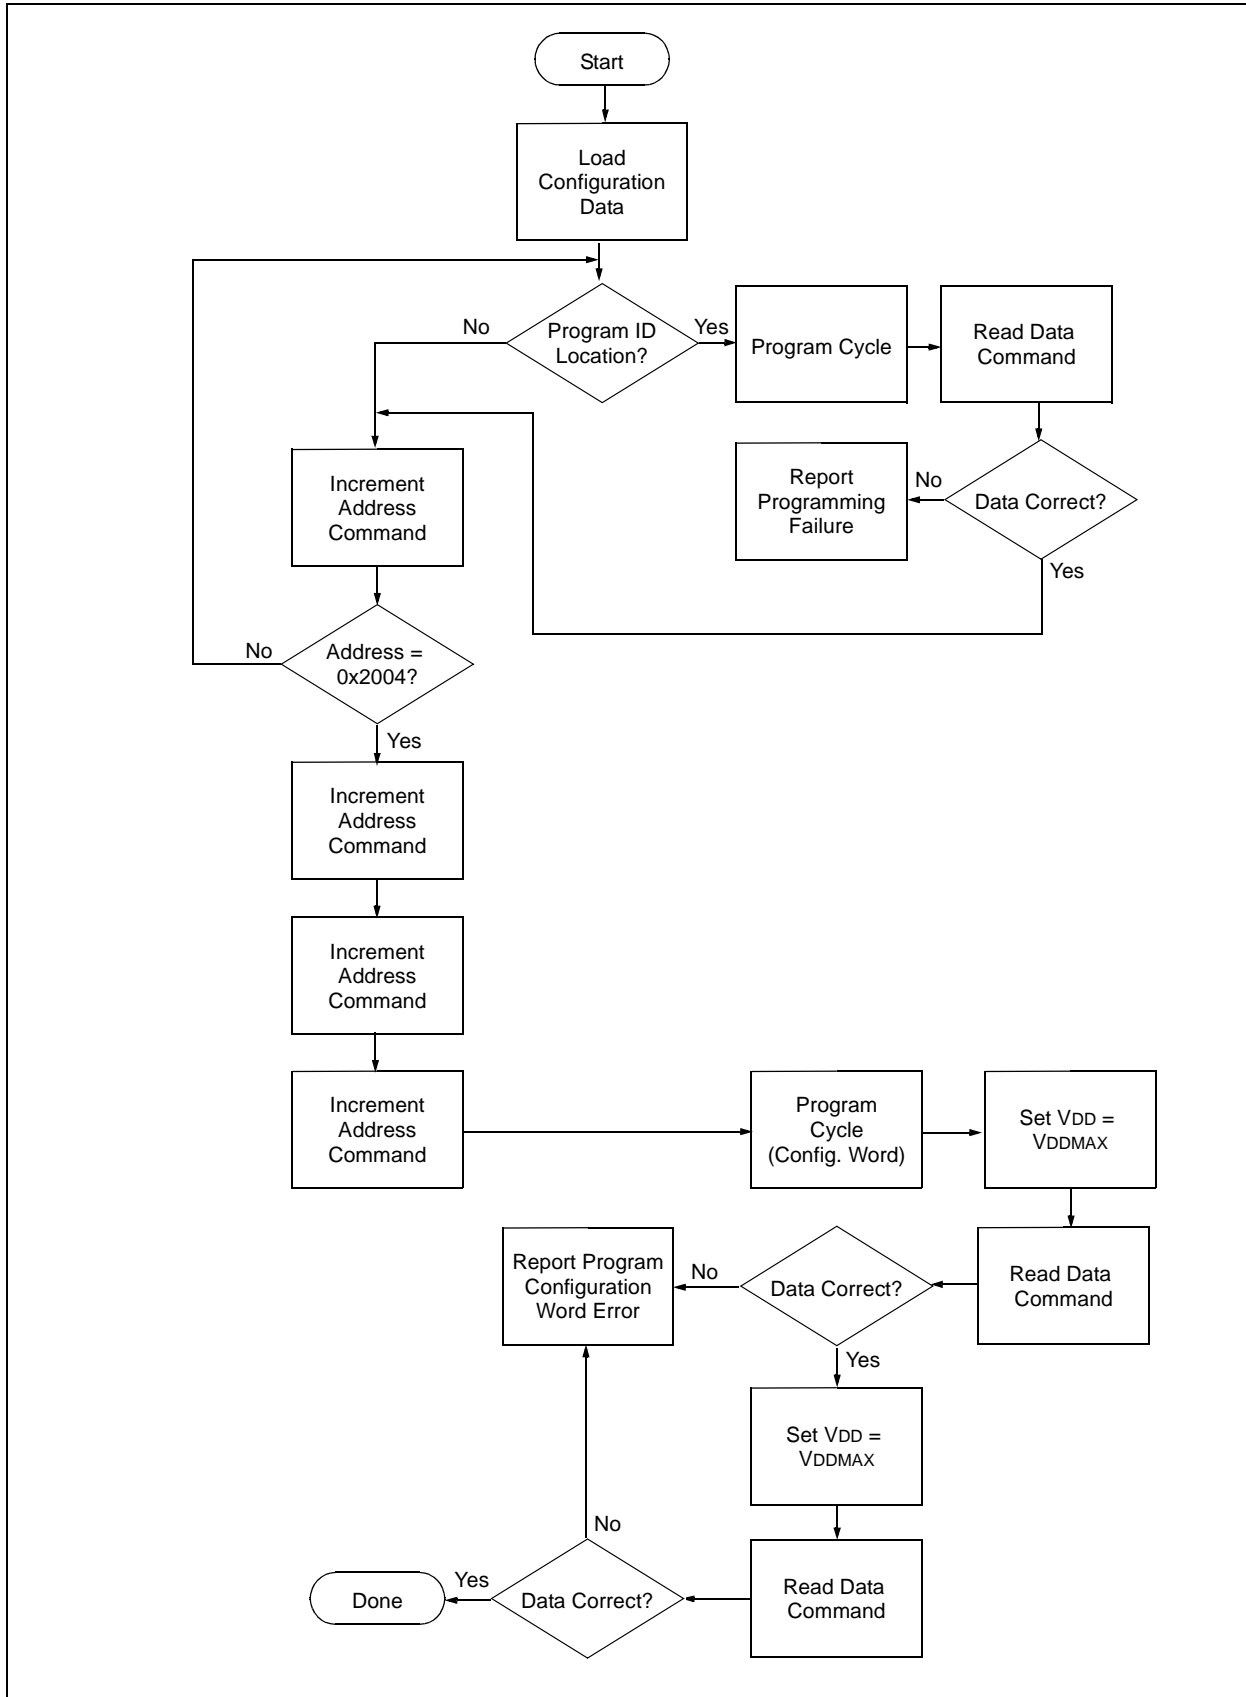 Start
Load
Configuration
Data
No
Program ID
Location?
Yes
Program Cycle
Read Data
Command
Increment
Address
Command
Report
Programming
Failure
No
Data Correct?
Yes
No
Address =
0x2004?
Yes
Increment
Address
Command
Increment
Address
Command
Increment
Address
Command
Program
Cycle
(Config. Word)
Set VDD =
VDDMAX
Report Program
Configuration
Word Error
No
Data Correct?
Read Data
Command
Yes
Set VDD =
VDDMAX
No
Done
Yes
Data Correct?
Read Data
Command